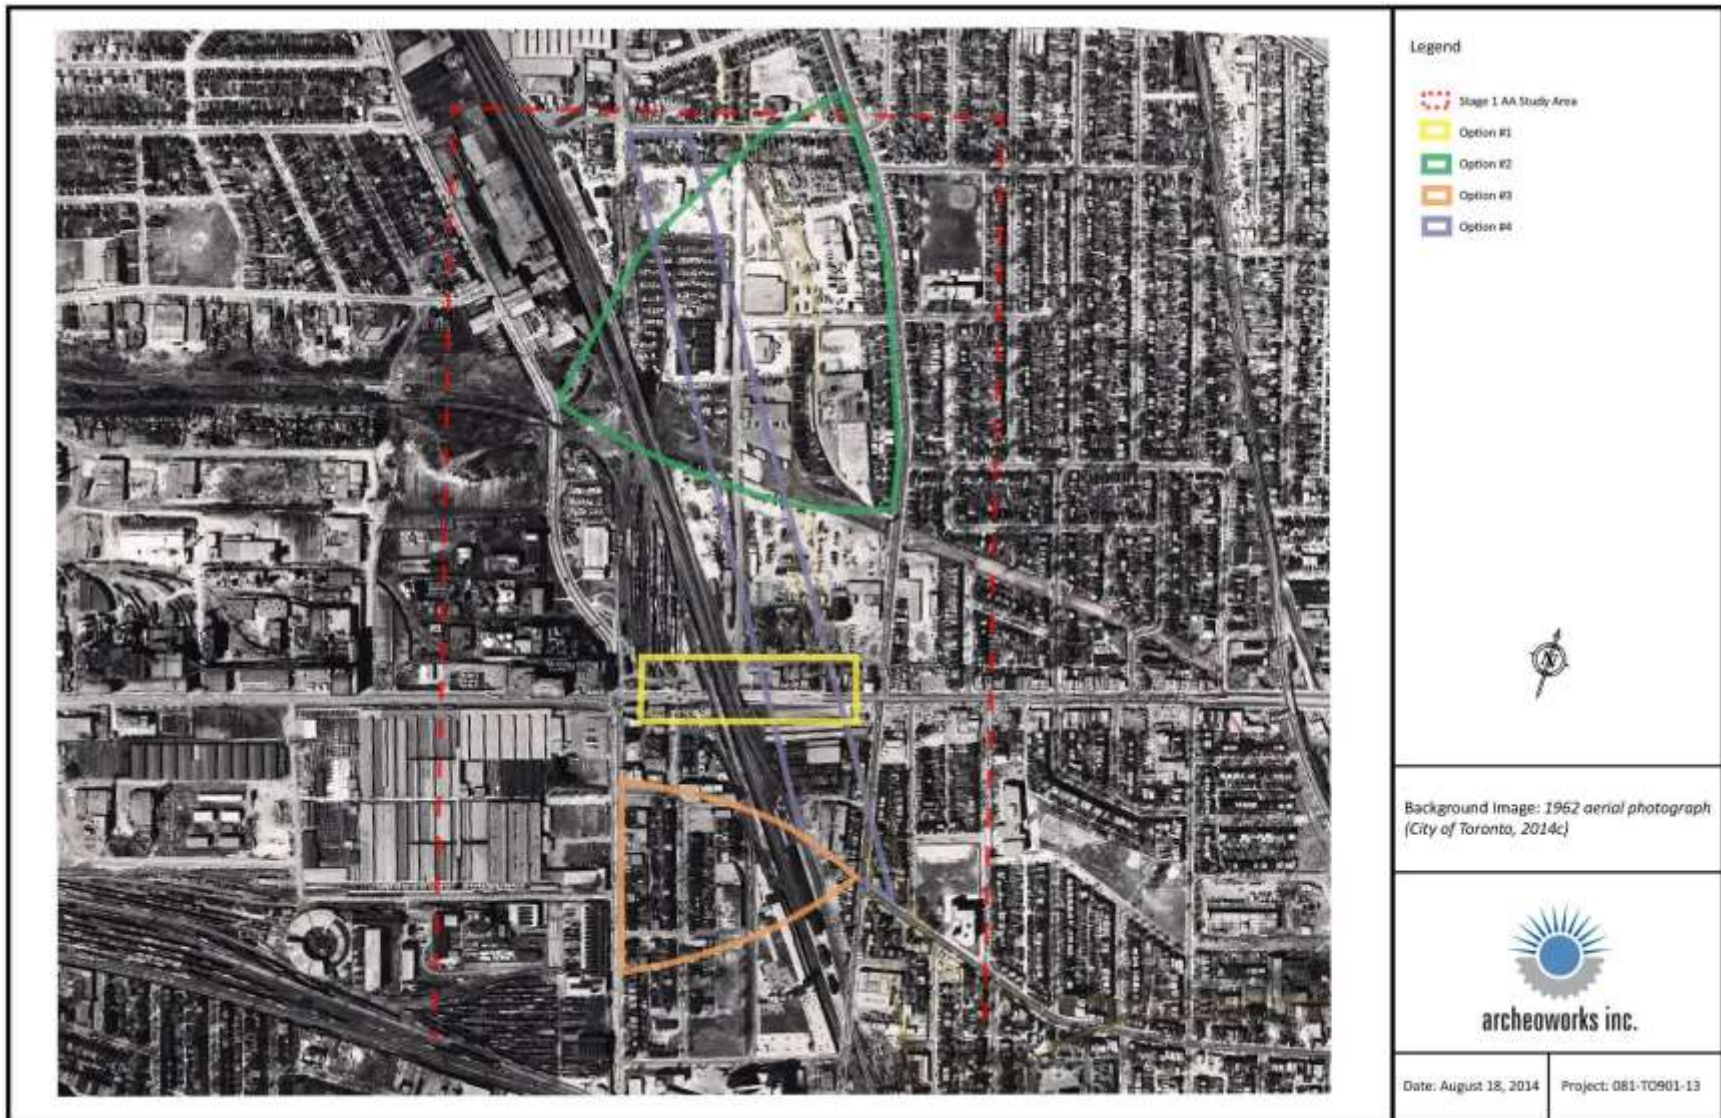 Legend
Stage 1 AA Study Area
Option #1
Option #2
Option #3
Option #4
N
Background Image: 1962 aerial photograph
(City of Toronto, 2014c)
archeoworks inc.
Date: August 18, 2014
Project: 081-TO901-13